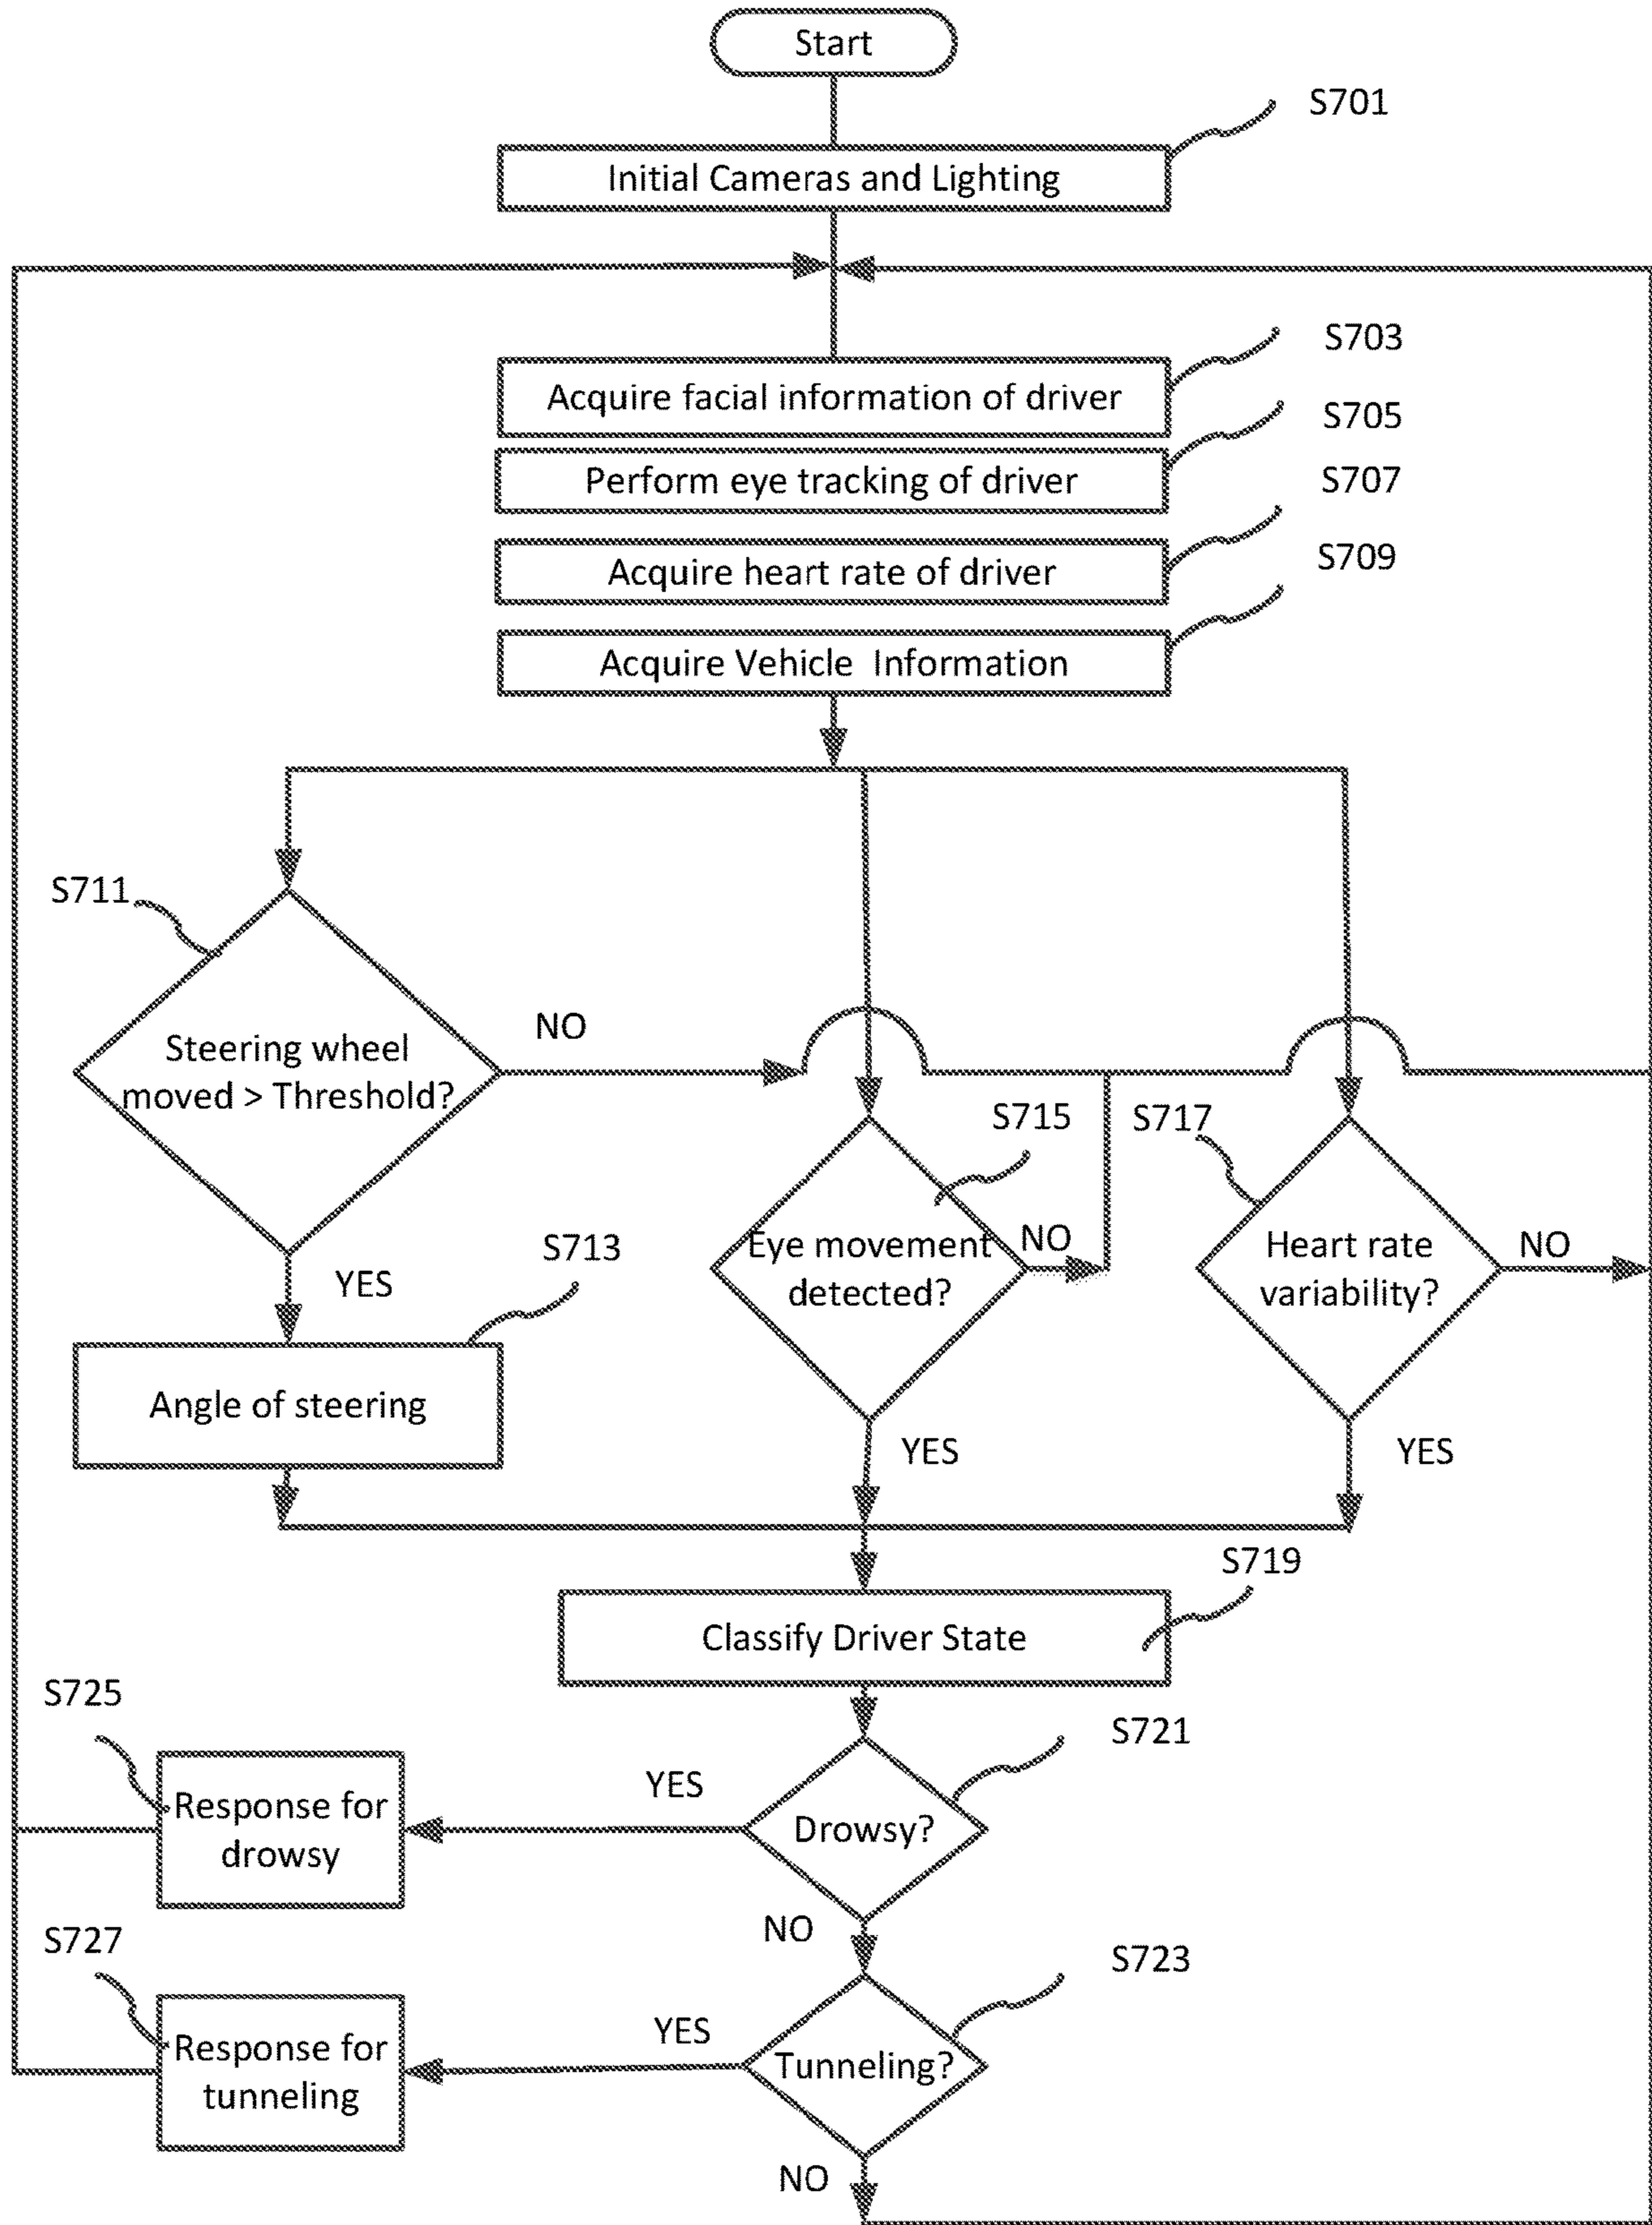 Start
S701
Initial Cameras and Lighting
S703
Acquire facial information of driver
S705
Perform eye tracking of driver
S707
Acquire heart rate of driver
S709
Acquire Vehicle Information
S711
Steering wheel
moved > Threshold?
NO
YES
S713
Angle of steering
S715
Eye movement
detected?
NO
YES
S717
Heart rate
variability?
NO
YES
S719
Classify Driver State
S721
Drowsy?
YES
NO
S725
Response for
drowsy
S723
Tunneling?
YES
NO
S727
Response for
tunneling